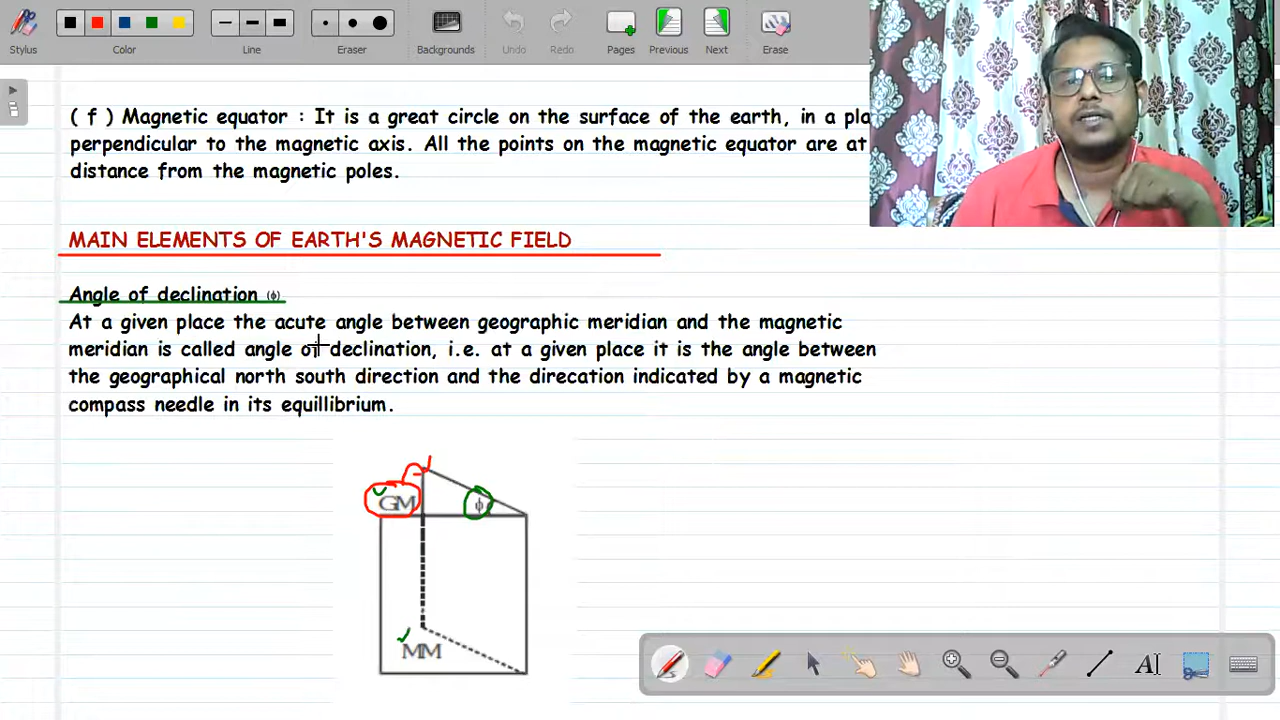 Stylus
Color
Line
Eraser
Backgrounds
Undo
Redo
Pages
Previous
Next
Erase
( f ) Magnetic equator : It is a great circle on the surface of the earth, in a pla
perpendicular to the magnetic axis. All the points on the magnetic equator are at
distance from the magnetic poles.
MAIN ELEMENTS OF EARTH'S MAGNETIC FIELD
Angle of declination (ϕ)
At a given place the acute angle between geographic meridian and the magnetic
meridian is called angle of declination, i.e. at a given place it is the angle between
the geographical north south direction and the direcation indicated by a magnetic
compass needle in its equillibrium.
GM
ϕ
MM
A